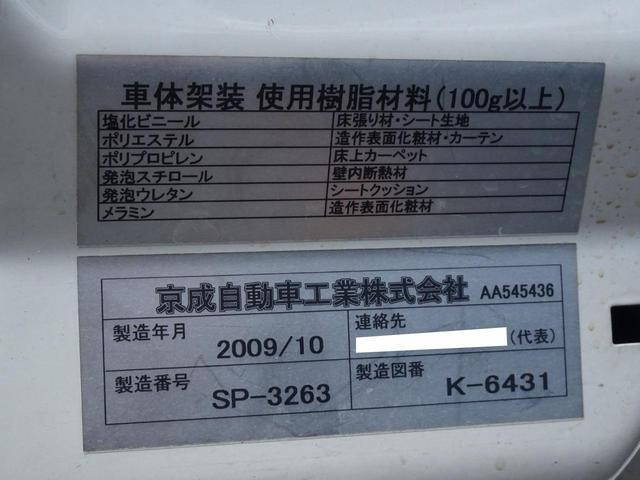 車体架装 使用樹脂材料(100g以上)
塩化ビニール 床張り材・シート生地
ポリエステル 造作表面化粧材・カーテン
ポリプロピレン 床上カーペット
発泡スチロール 壁内断熱材
発泡ウレタン シートクッション
メラミン 造作表面化粧材
京成自動車工業株式会社 AA545436
製造年月 2009/10 連絡先 (代表)
製造番号 SP-3263 製造図番 K-6431